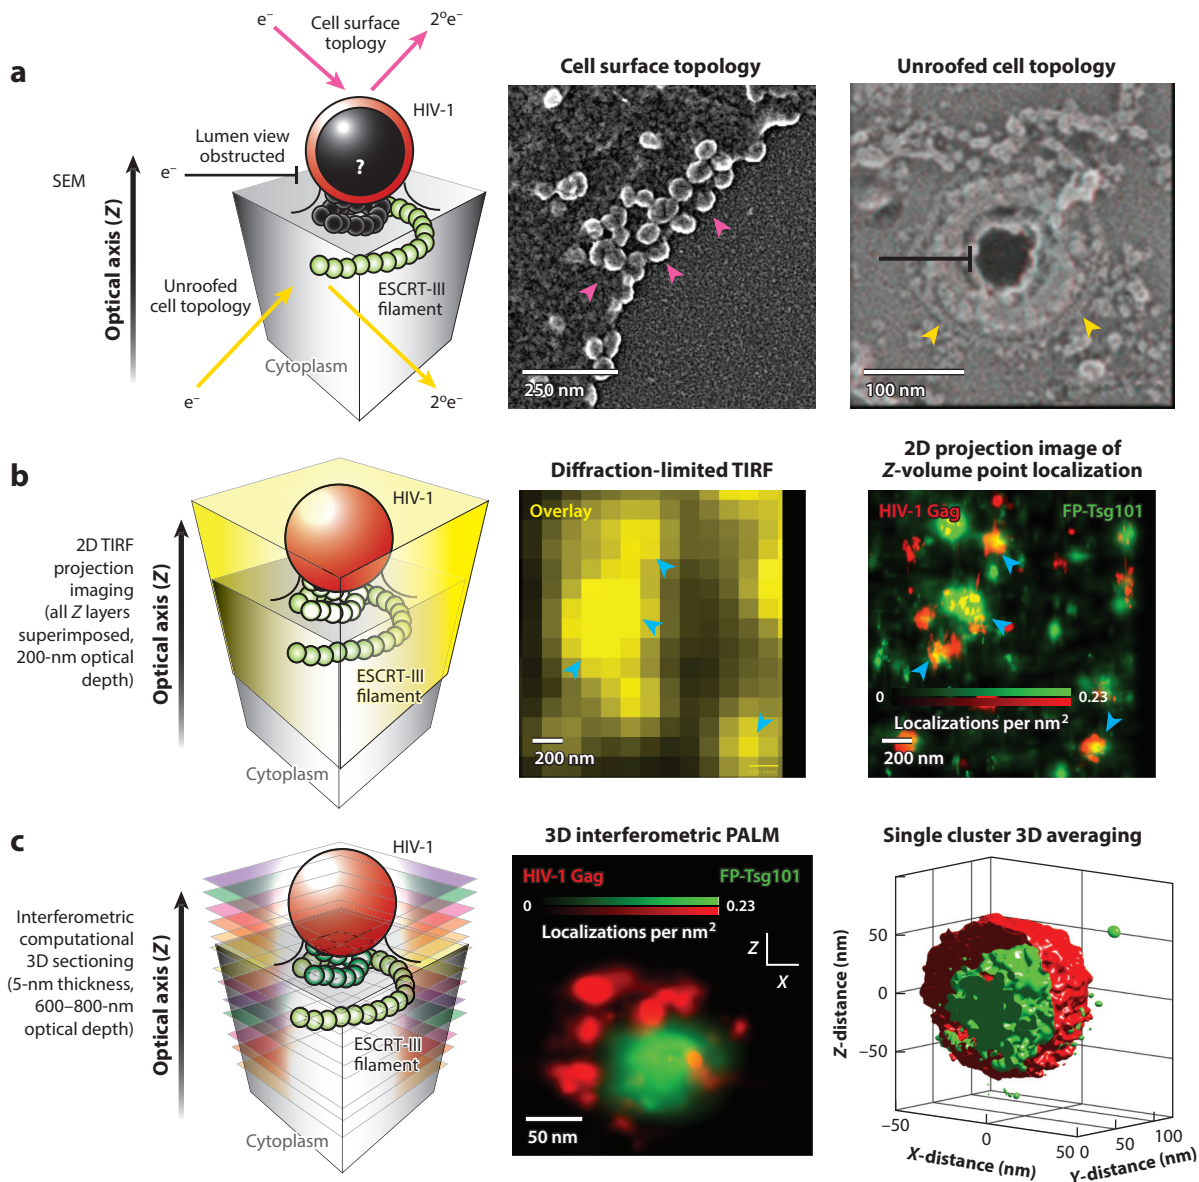 a
e⁻
Cell surface
toplogy
2°e⁻
HIV-1
Lumen view
obstructed
e⁻
?
SEM
Optical axis (Z)
Unroofed
cell topology
ESCRT-III
filament
Cytoplasm
e⁻
2°e⁻
Cell surface topology
250 nm
Unroofed cell topology
100 nm
b
2D TIRF
projection
imaging
(all Z layers
superimposed,
200-nm optical
depth)
Optical axis (Z)
HIV-1
ESCRT-III
filament
Cytoplasm
Diffraction-limited TIRF
Overlay
200 nm
2D projection image of
Z-volume point localization
HIV-1 Gag
FP-Tsg101
0
0.23
Localizations per nm²
200 nm
c
Interferometric
computational
3D sectioning
(5-nm thickness,
600–800-nm
optical depth)
Optical axis (Z)
HIV-1
ESCRT-III
filament
Cytoplasm
3D interferometric PALM
HIV-1 Gag
FP-Tsg101
0
0.23
Localizations per nm²
Z
X
50 nm
Single cluster 3D averaging
Z-distance (nm)
50
0
−50
−50
0
50
X-distance (nm)
0
50
100
Y-distance (nm)